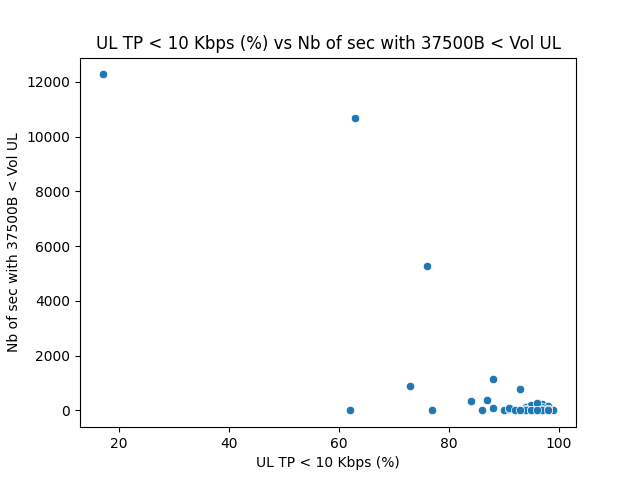 UL TP < 10 Kbps (%) vs Nb of sec with 37500B < Vol UL
12000
10000
8000
6000
4000
2000
0
Nb of sec with 37500B < Vol UL
20 40 60 80 100
UL TP < 10 Kbps (%)